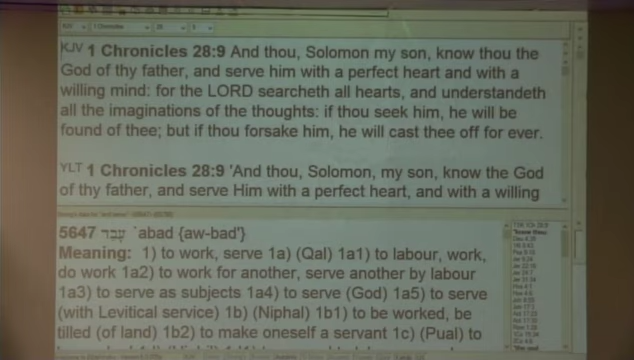 KJV 1 Chronicles 28:9 And thou, Solomon my son, know thou the
God of thy father, and serve him with a perfect heart and with a
willing mind: for the LORD searcheth all hearts, and understandeth
all the imaginations of the thoughts: if thou seek him, he will be
found of thee; but if thou forsake him, he will cast thee off for ever.
YLT 1 Chronicles 28:9 'And thou, Solomon, my son, know the God
of thy father, and serve Him with a perfect heart, and with a willing
5647 עָבַד `abad {aw-bad'}
Meaning: 1) to work, serve 1a) (Qal) 1a1) to labour, work,
do work 1a2) to work for another, serve another by labour
1a3) to serve as subjects 1a4) to serve (God) 1a5) to serve
(with Levitical service) 1b) (Niphal) 1b1) to be worked, be
tilled (of land) 1b2) to make oneself a servant 1c) (Pual) to